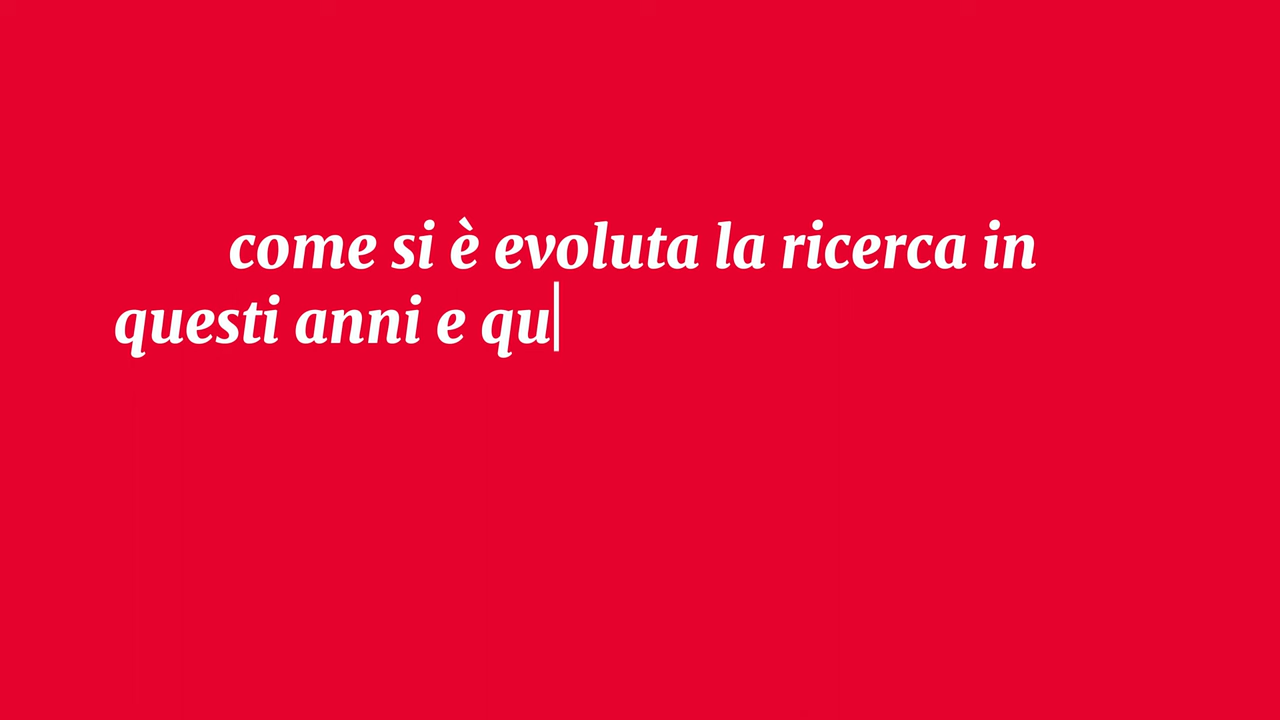 come si è evoluta la ricerca in
questi anni e qu